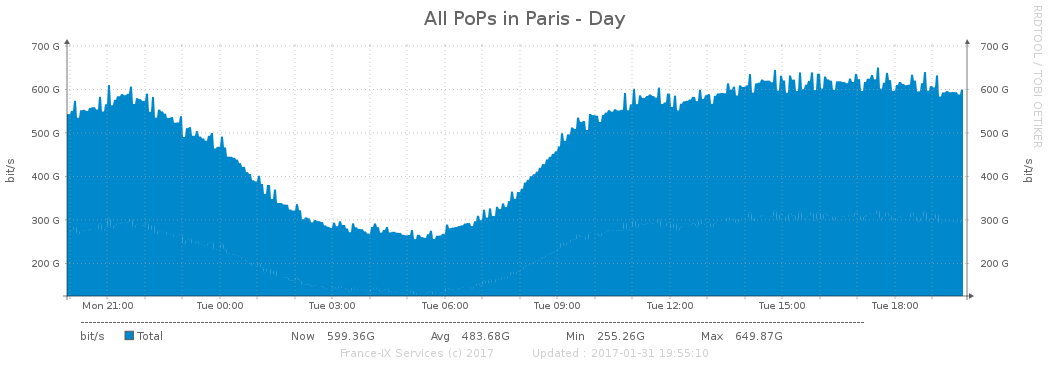 All PoPs in Paris - Day
RRDTOOL / TOBI OETIKER
700 G 700 G
600 G 600 G
500 G 500 G
400 G 400 G
300 G 300 G
200 G 200 G
bit/s bit/s
Mon 21:00 Tue 00:00 Tue 03:00 Tue 06:00 Tue 09:00 Tue 12:00 Tue 15:00 Tue 18:00
bit/s Total Now 599.36G Avg 483.68G Min 255.26G Max 649.87G
France-IX Services (c) 2017 Updated : 2017-01-31 19:55:10